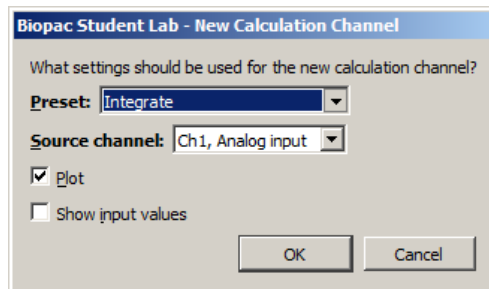 Biopac Student Lab - New Calculation Channel
What settings should be used for the new calculation channel?
Preset: Integrate
Source channel: Ch1, Analog input
Plot
Show input values
OK Cancel